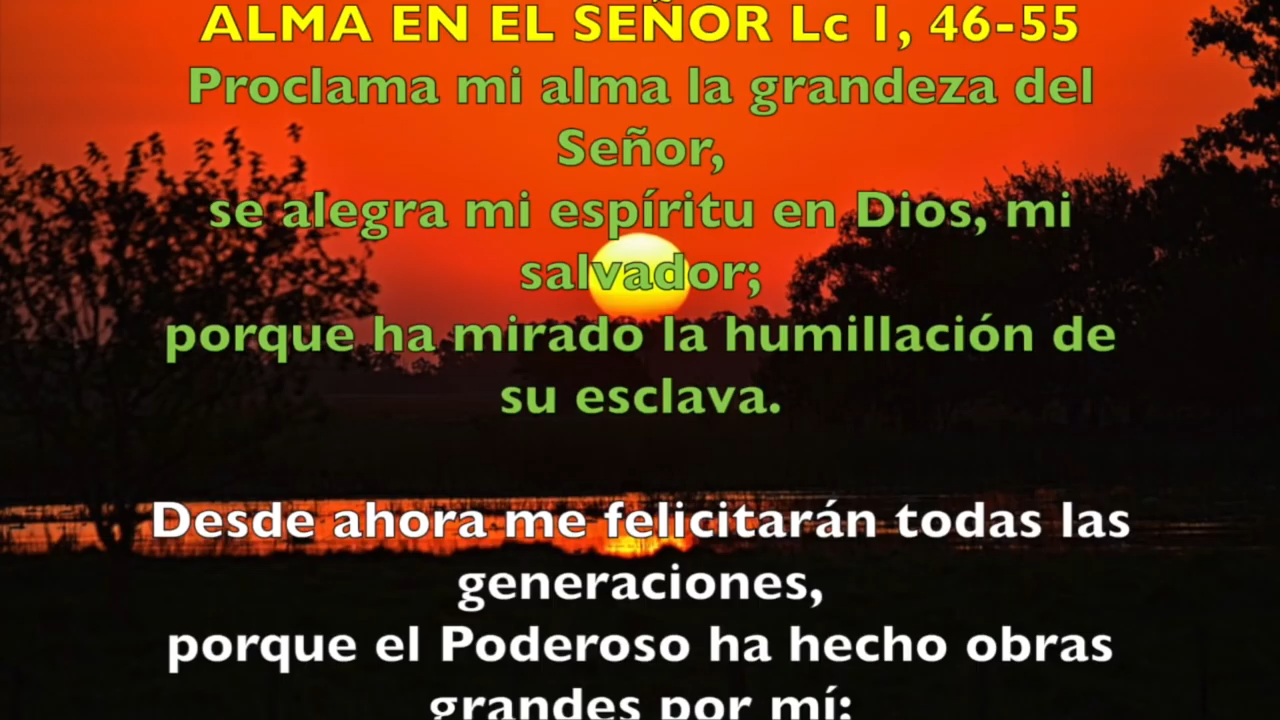 ALMA EN EL SEÑOR Lc 1, 46-55
Proclama mi alma la grandeza del
Señor,
se alegra mi espíritu en Dios, mi
salvador;
porque ha mirado la humillación de
su esclava.
Desde ahora me felicitarán todas las
generaciones,
porque el Poderoso ha hecho obras
grandes por mí: